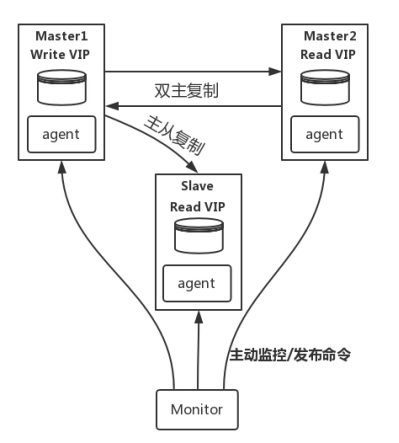 Master1
Write VIP
agent
Master2
Read VIP
agent
双主复制
主从复制
Slave
Read VIP
agent
主动监控/发布命令
Monitor